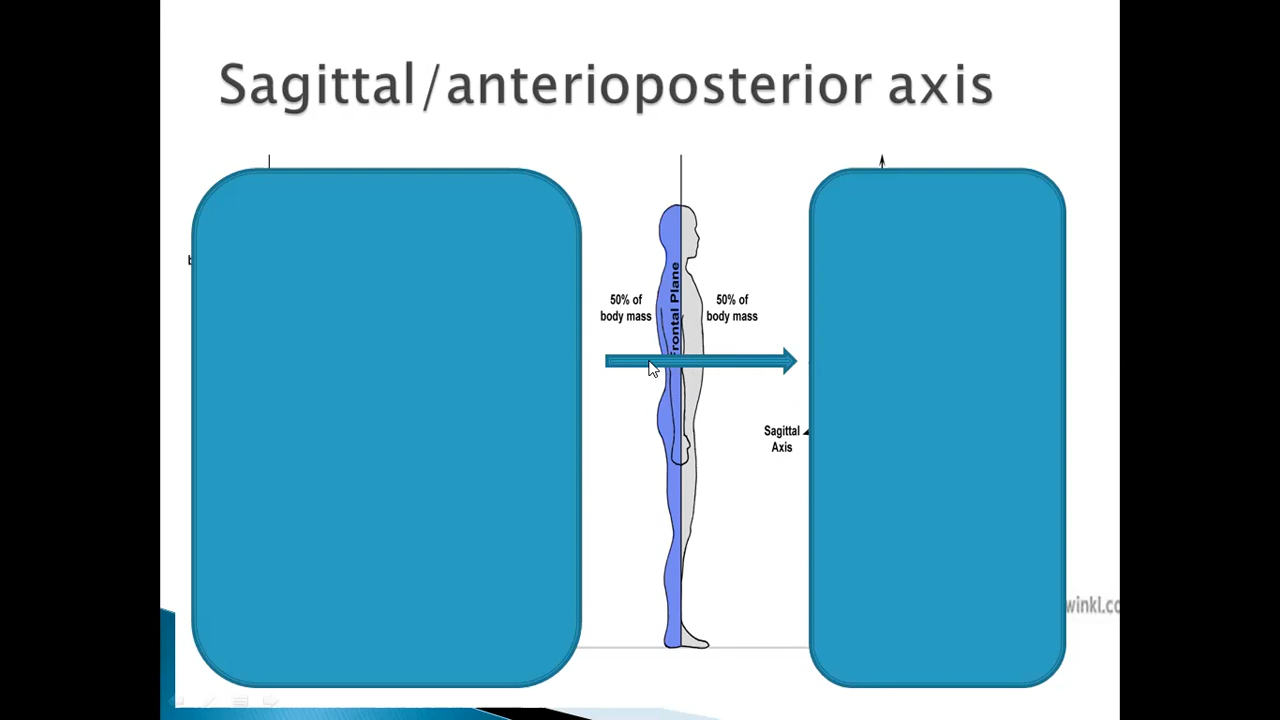 Sagittal/anterioposterior axis
50% of
body mass
Frontal Plane
50% of
body mass
Sagittal
Axis
winkl.co